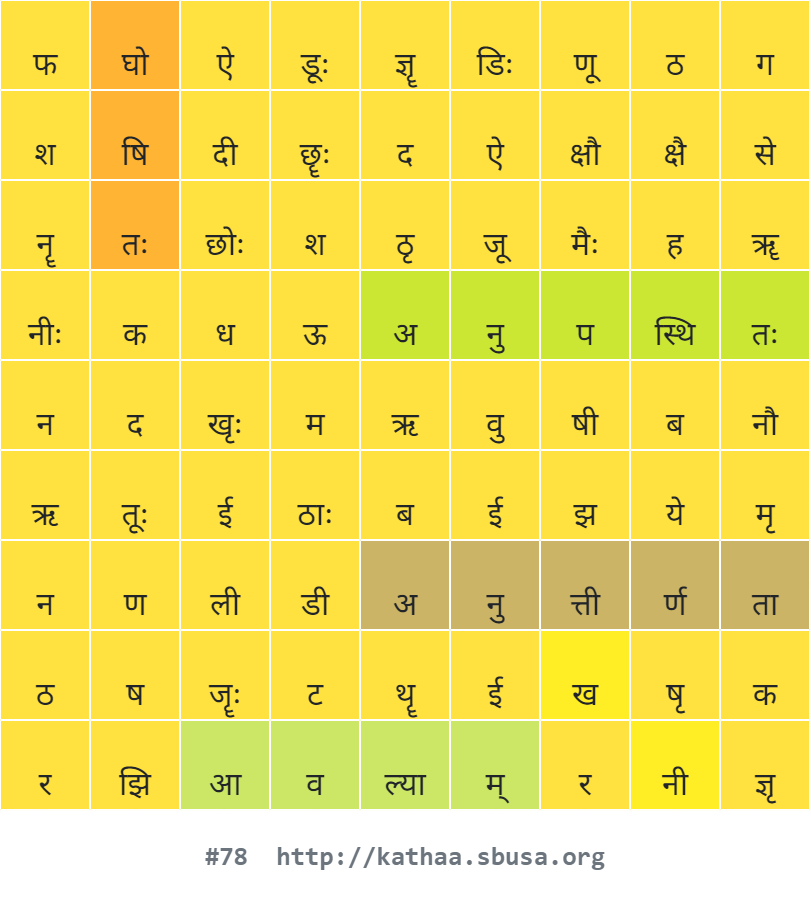 फ घो ऐ डूः ज्ञॄ डिः णू ठ ग
श षि दी छॄः द ऐ क्षौ क्षै से
नॄ तः छोः श ठृ जू मैः ह ॠ
नीः क ध ऊ अ नु प स्थि तः
न द खृः म ऋ वु षी ब नौ
ऋ तूः ई ठाः ब ई झ ये मृ
न ण ली डी अ नु त्ती र्ण ता
ठ ष जॄः ट थॄ ई ख षृ क
र झि आ व ल्या म् र नी ज्ञृ
#78 http://kathaa.sbusa.org